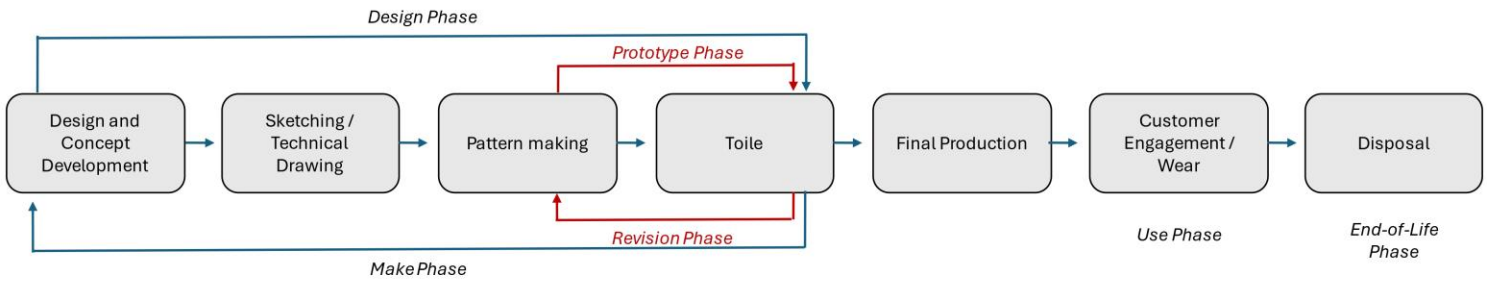 Design Phase
Prototype Phase
Design and
Concept
Development
Sketching /
Technical
Drawing
Pattern making
Toile
Final Production
Customer
Engagement /
Wear
Disposal
Revision Phase
Make Phase
Use Phase
End-of-Life
Phase